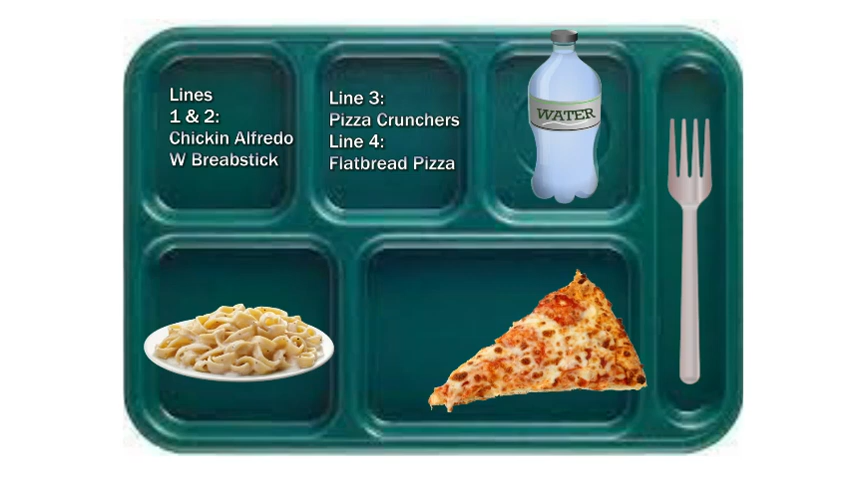 Lines
1 & 2:
Chickin Alfredo
W Breabstick
Line 3:
Pizza Crunchers
Line 4:
Flatbread Pizza
WATER